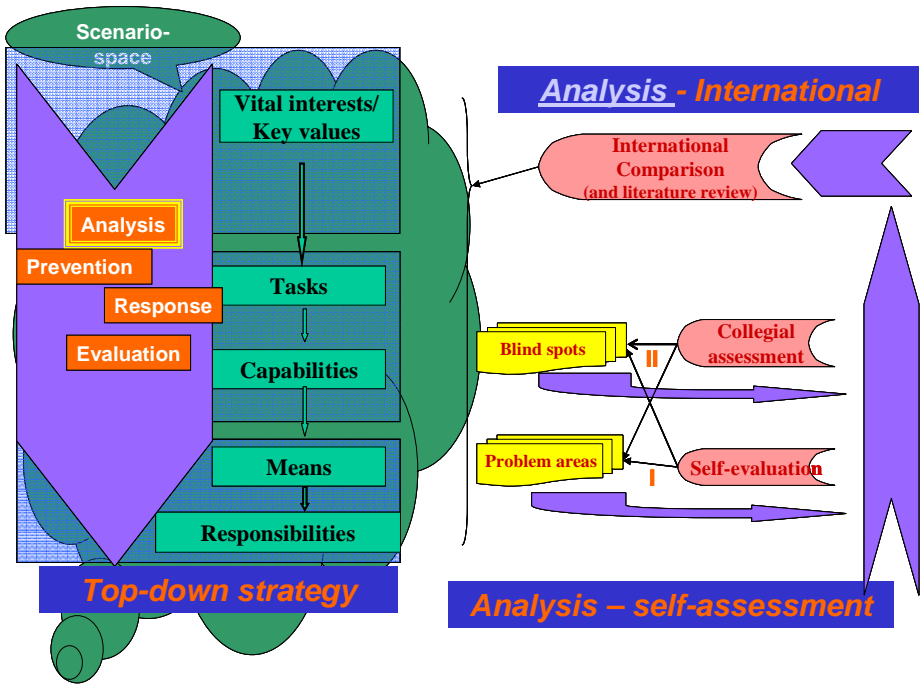 Scenario-
space
Vital interests/
Key values
Analysis
Prevention
Response
Evaluation
Tasks
Capabilities
Means
Responsibilities
Top-down strategy
Analysis - International
International
Comparison
(and literature review)
Blind spots
II
Collegial
assessment
Problem areas
I
Self-evaluation
Analysis – self-assessment